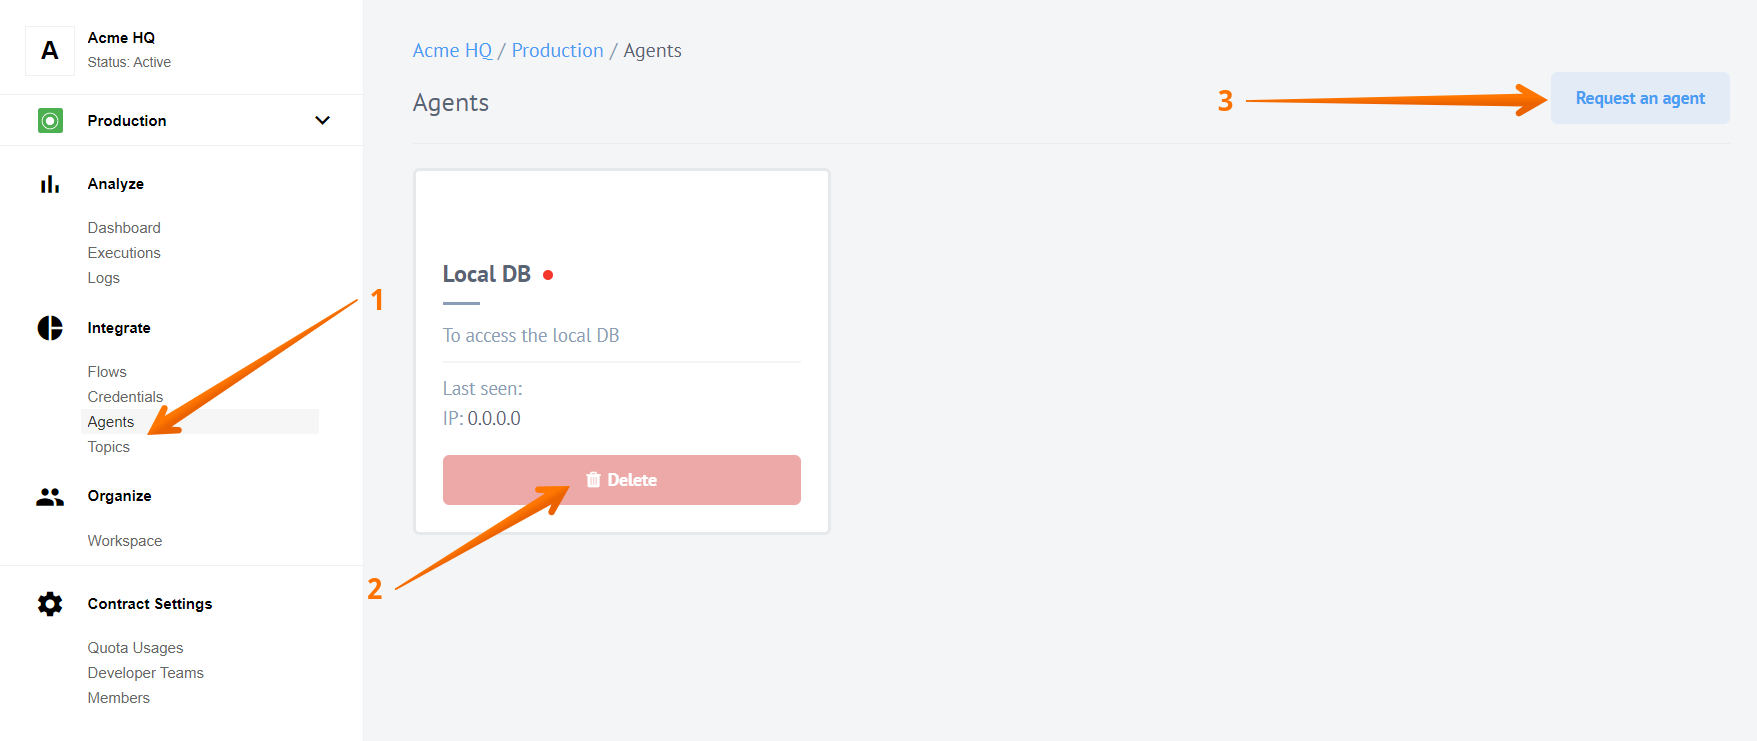 A
Acme HQ
Status: Active
Production
Analyze
Dashboard
Executions
Logs
1
Integrate
Flows
Credentials
Agents
Topics
Organize
Workspace
Contract Settings
Quota Usages
Developer Teams
Members
Acme HQ / Production / Agents
Agents
3
Request an agent
Local DB
To access the local DB
Last seen:
IP: 0.0.0.0
Delete
2